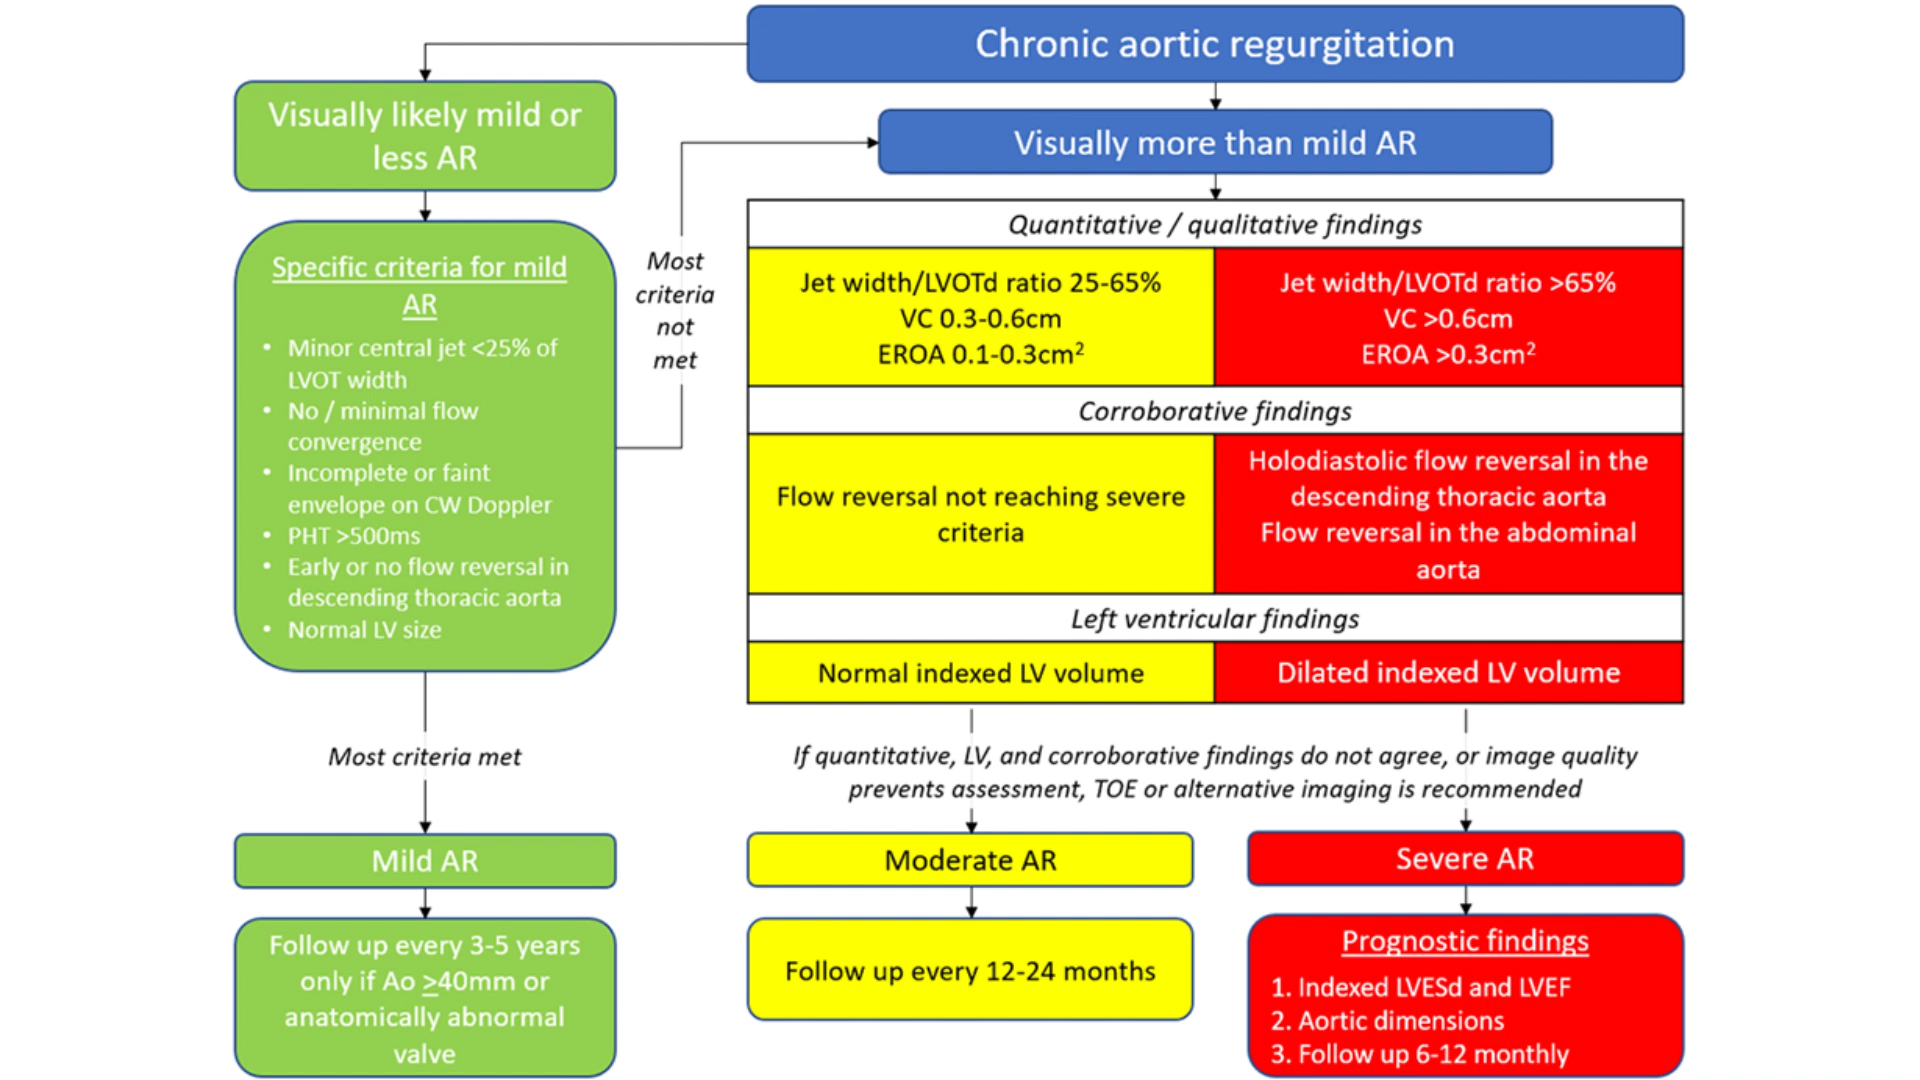 Chronic aortic regurgitation
Visually likely mild or
less AR
Visually more than mild AR
Specific criteria for mild
AR
• Minor central jet <25% of
LVOT width
• No / minimal flow
convergence
• Incomplete or faint
envelope on CW Doppler
• PHT >500ms
• Early or no flow reversal in
descending thoracic aorta
• Normal LV size
Most
criteria
not
met
Quantitative / qualitative findings
Jet width/LVOTd ratio 25-65%
VC 0.3-0.6cm
EROA 0.1-0.3cm²
Jet width/LVOTd ratio >65%
VC >0.6cm
EROA >0.3cm²
Corroborative findings
Flow reversal not reaching severe
criteria
Holodiastolic flow reversal in the
descending thoracic aorta
Flow reversal in the abdominal
aorta
Left ventricular findings
Normal indexed LV volume
Dilated indexed LV volume
Most criteria met
If quantitative, LV, and corroborative findings do not agree, or image quality
prevents assessment, TOE or alternative imaging is recommended
Mild AR
Moderate AR
Severe AR
Follow up every 3-5 years
only if Ao ≥40mm or
anatomically abnormal
valve
Follow up every 12-24 months
Prognostic findings
1. Indexed LVESd and LVEF
2. Aortic dimensions
3. Follow up 6-12 monthly